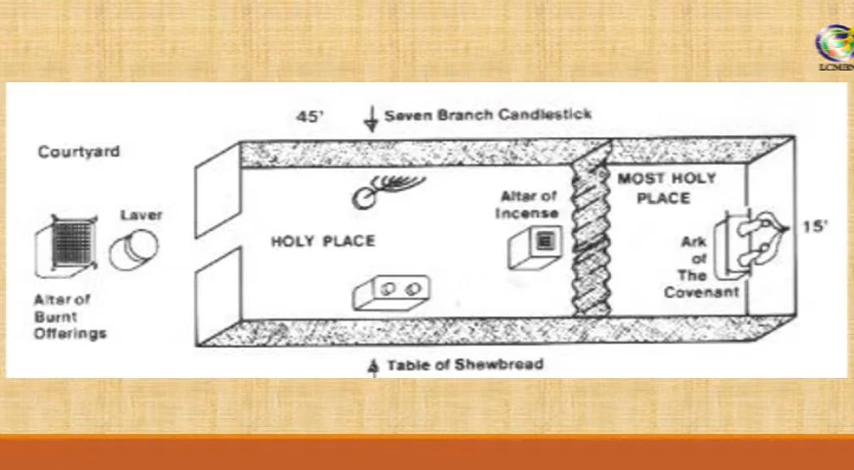 45'
Seven Branch Candlestick
Courtyard
MOST HOLY
PLACE
Altar of
Incense
Laver
15'
HOLY PLACE
Ark
of
The
Covenant
Altar of
Burnt
Offerings
Table of Shewbread